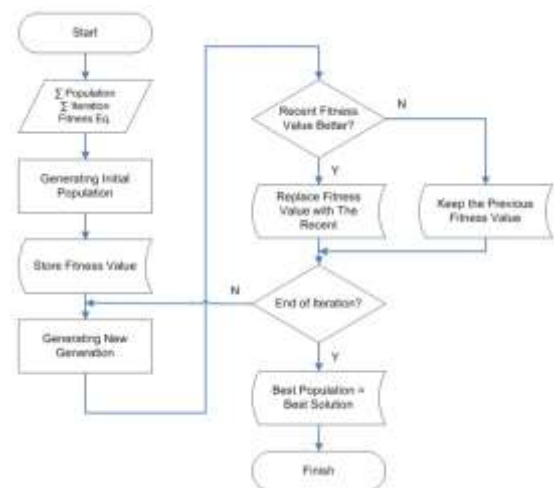 Start
∑ Population
∑ Iteration
Fitness Eq.
Generating Initial
Population
Store Fitness Value
Generating New
Generation
Recent Fitness
Value Better?
N
Y
Replace Fitness
Value with The
Recent
Keep the Previous
Fitness Value
N
End of Iteration?
Y
Best Population =
Best Solution
Finish